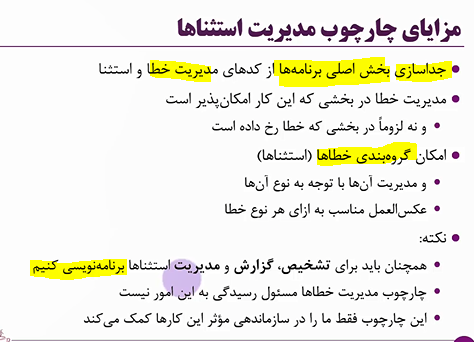 مزایای چارچوب مدیریت استثناها
جداسازی بخش اصلی برنامه‌ها از کدهای مدیریت خطا و استثنا
مدیریت خطا در بخشی که این کار امکان‌پذیر است
و نه لزوماً در بخشی که خطا رخ داده است
امکان گروه‌بندی خطاها (استثناها)
و مدیریت آن‌ها با توجه به نوع آن‌ها
عکس‌العمل مناسب به ازای هر نوع خطا
نکته:
همچنان باید برای تشخیص، گزارش و مدیریت استثناها برنامه‌نویسی کنیم
چارچوب مدیریت خطاها مسئول رسیدگی به این امور نیست
این چارچوب فقط ما را در سازماندهی مؤثر این کارها کمک می‌کند